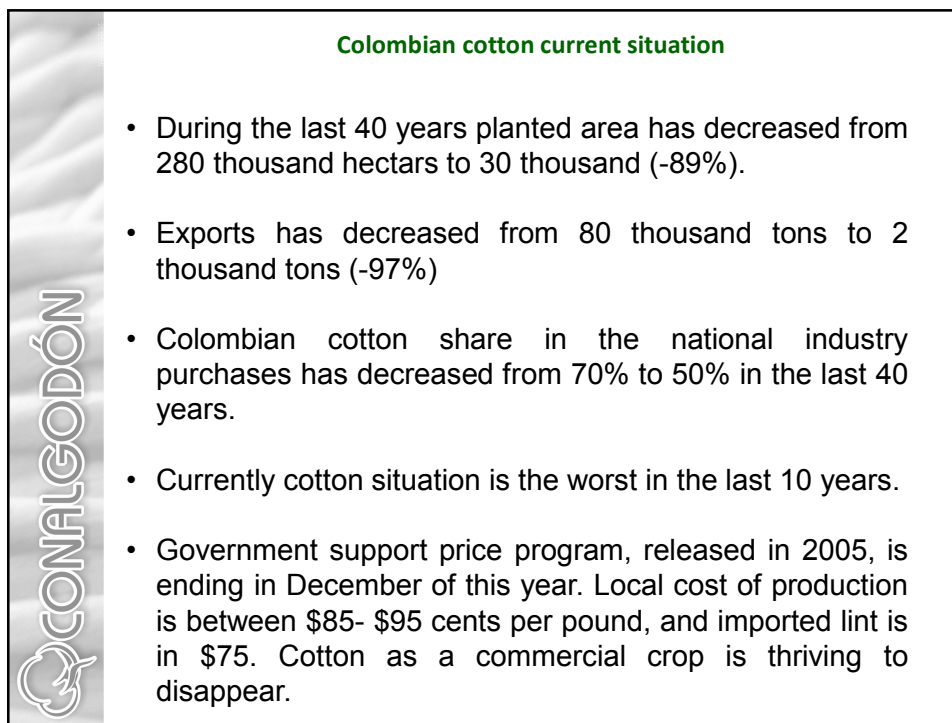 Colombian cotton current situation
• During the last 40 years planted area has decreased from
280 thousand hectars to 30 thousand (-89%).
• Exports has decreased from 80 thousand tons to 2
thousand tons (-97%)
• Colombian cotton share in the national industry
purchases has decreased from 70% to 50% in the last 40
years.
• Currently cotton situation is the worst in the last 10 years.
• Government support price program, released in 2005, is
ending in December of this year. Local cost of production
is between $85- $95 cents per pound, and imported lint is
in $75. Cotton as a commercial crop is thriving to
disappear.
CONALGODÓN